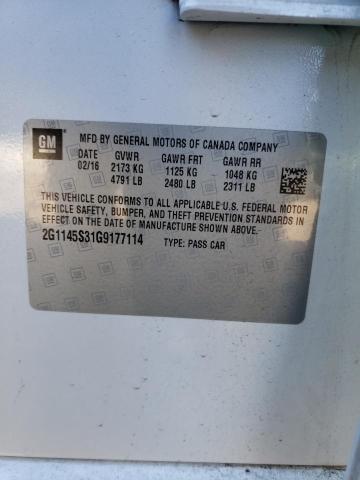 GM
MFD BY GENERAL MOTORS OF CANADA COMPANY
DATE GVWR GAWR FRT GAWR RR
02/16 2173 KG 1125 KG 1048 KG
4791 LB 2480 LB 2311 LB
THIS VEHICLE CONFORMS TO ALL APPLICABLE U.S. FEDERAL MOTOR
VEHICLE SAFETY, BUMPER, AND THEFT PREVENTION STANDARDS IN
EFFECT ON THE DATE OF MANUFACTURE SHOWN ABOVE.
2G1145S31G9177114 TYPE: PASS CAR